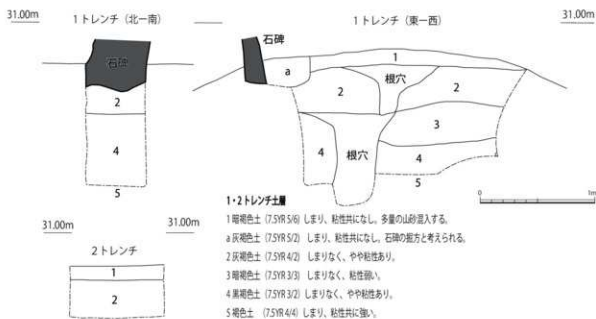 31.00m
1トレンチ（北ー南）
1トレンチ（東ー西）
31.00m
石碑
石碑
1
a
2
根穴
2
2
3
4
4
根穴
4
5
5
31.00m
31.00m
2トレンチ
1
2
0
1m
1・2トレンチ土層
1 暗褐色土（7.5YR 5/6）しまり、粘性共になし。多量の山砂混入する。
a 灰褐色土（7.5YR 5/2）しまり、粘性共になし。石碑の掘方と考えられる。
2 灰褐色土（7.5YR 4/2）しまりなく、やや粘性あり。
3 暗褐色土（7.5YR 3/3）しまりなく、粘性弱い。
4 黒褐色土（7.5YR 3/2）しまりなく、やや粘性あり。
5 褐色土（7.5YR 4/4）しまり、粘性共に強い。